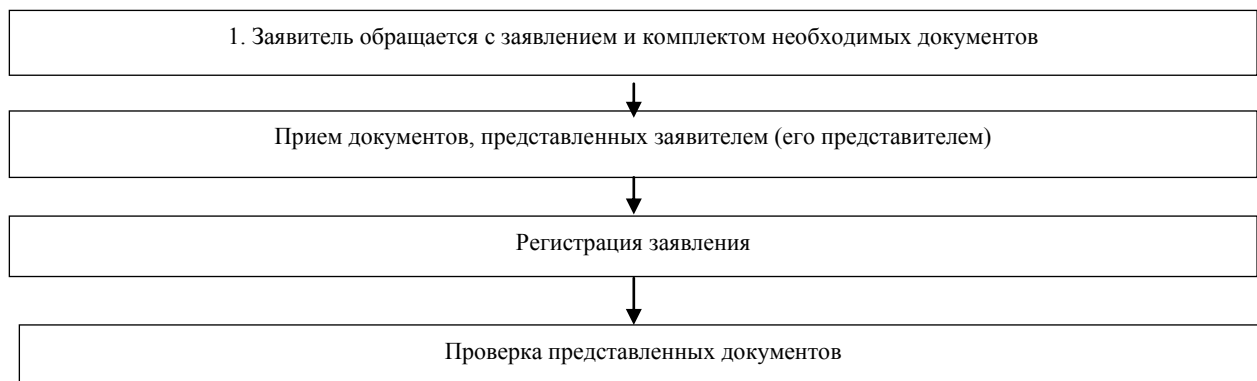 1. Заявитель обращается с заявлением и комплектом необходимых документов
Прием документов, представленных заявителем (его представителем)
Регистрация заявления
Проверка представленных документов